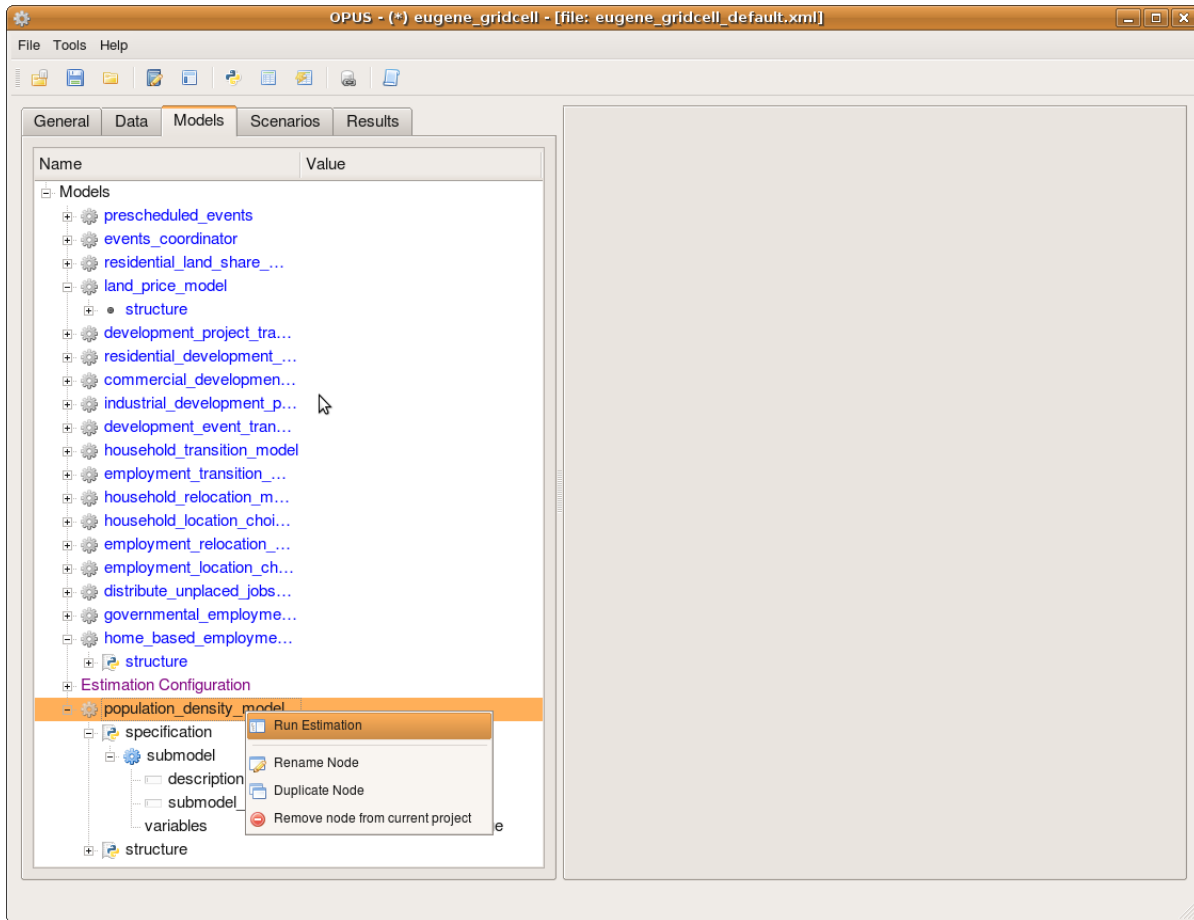 OPUS - (*) eugene_gridcell - [file: eugene_gridcell_default.xml]
File Tools Help
General Data Models Scenarios Results
Name Value
Models
prescheduled_events
events_coordinator
residential_land_share_...
land_price_model
structure
development_project_tra...
residential_development_...
commercial_developmen...
industrial_development_p...
development_event_tran...
household_transition_model
employment_transition_...
household_relocation_m...
household_location_choi...
employment_relocation_...
employment_location_ch...
distribute_unplaced_jobs...
governmental_employme...
home_based_employme...
structure
Estimation Configuration
population_density_model
Run Estimation
specification
submodel
Rename Node
description
Duplicate Node
submodel_
Remove node from current project
variables e
structure